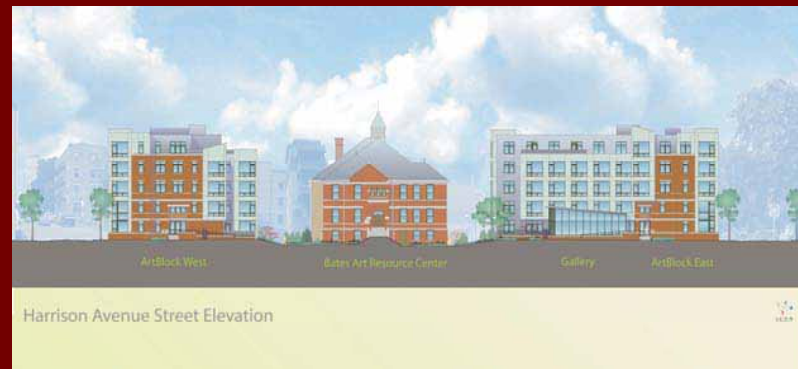 ArtBlock West
Bates Art Resource Center
Gallery
ArtBlock East
Harrison Avenue Street Elevation